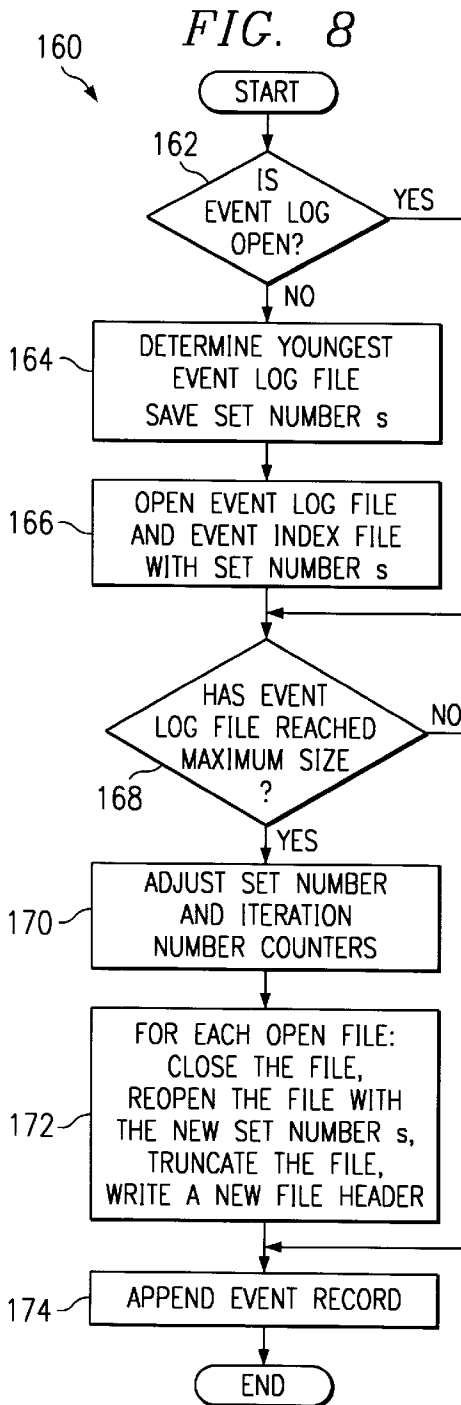 FIG. 8
160
START
162
IS
EVENT LOG
OPEN?
YES
NO
164
DETERMINE YOUNGEST
EVENT LOG FILE
SAVE SET NUMBER s
166
OPEN EVENT LOG FILE
AND EVENT INDEX FILE
WITH SET NUMBER s
HAS EVENT
LOG FILE REACHED
MAXIMUM SIZE
?
NO
168
YES
170
ADJUST SET NUMBER
AND ITERATION
NUMBER COUNTERS
172
FOR EACH OPEN FILE:
CLOSE THE FILE,
REOPEN THE FILE WITH
THE NEW SET NUMBER s,
TRUNCATE THE FILE,
WRITE A NEW FILE HEADER
174
APPEND EVENT RECORD
END